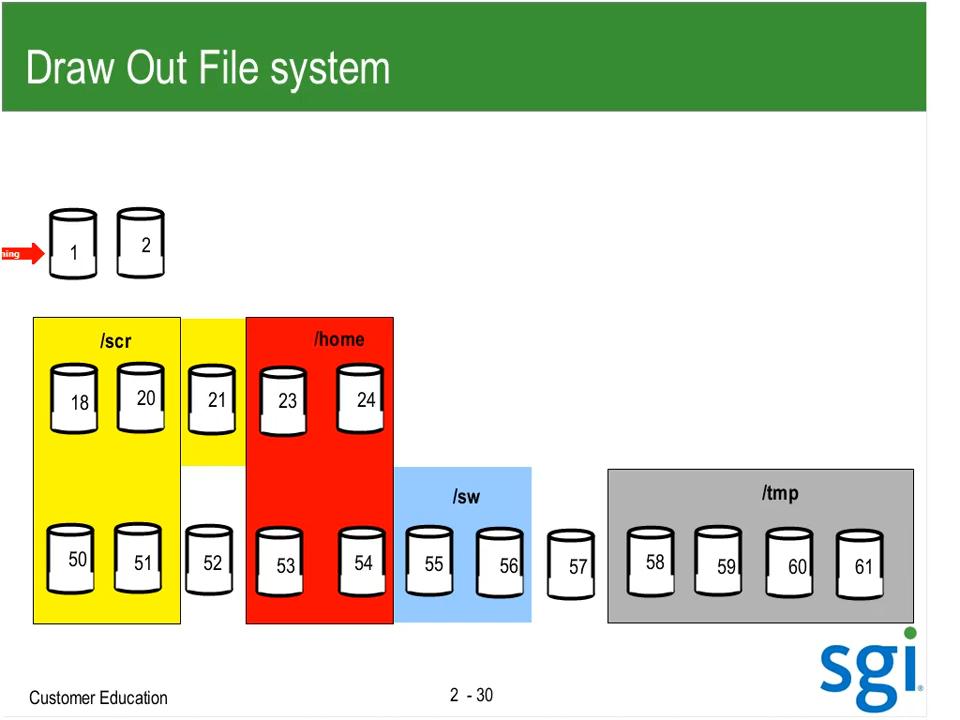 Draw Out File system
1 2
/scr /home
18 20 21 23 24
/sw /tmp
50 51 52 53 54 55 56 57 58 59 60 61
sgi
Customer Education 2 - 30